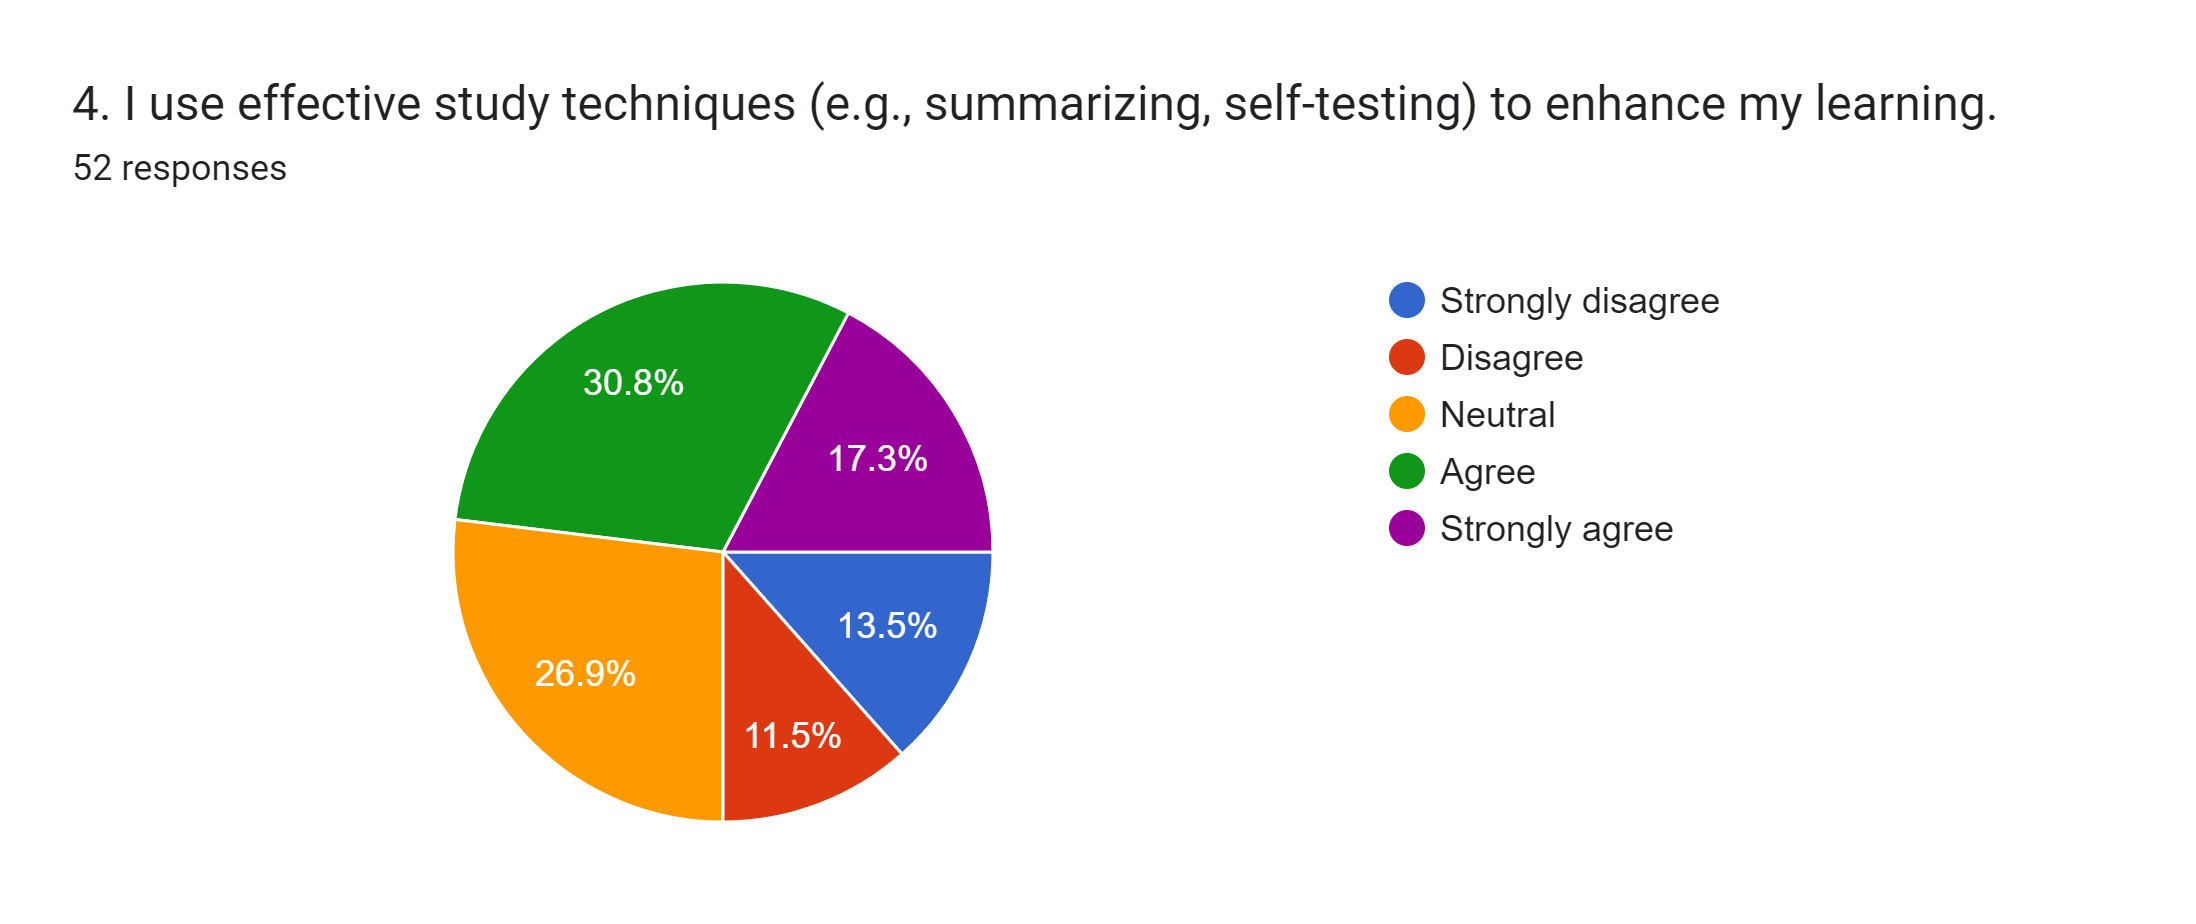 4. I use effective study techniques (e.g., summarizing, self-testing) to enhance my learning.
52 responses
30.8%
17.3%
13.5%
26.9%
11.5%
Strongly disagree
Disagree
Neutral
Agree
Strongly agree